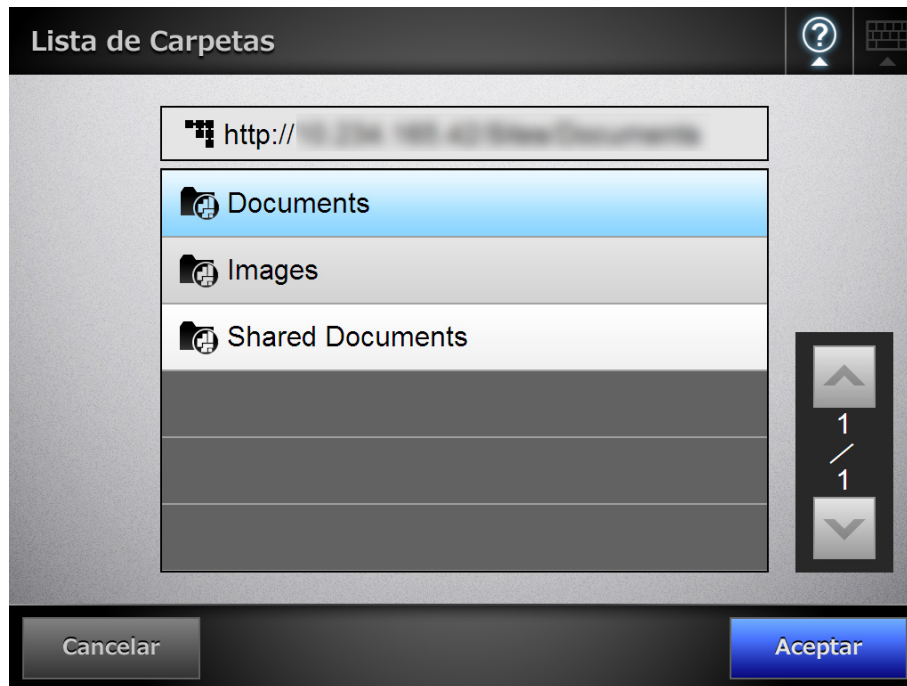 Lista de Carpetas
?
http://
Documents
Images
Shared Documents
1
/
1
Cancelar
Aceptar